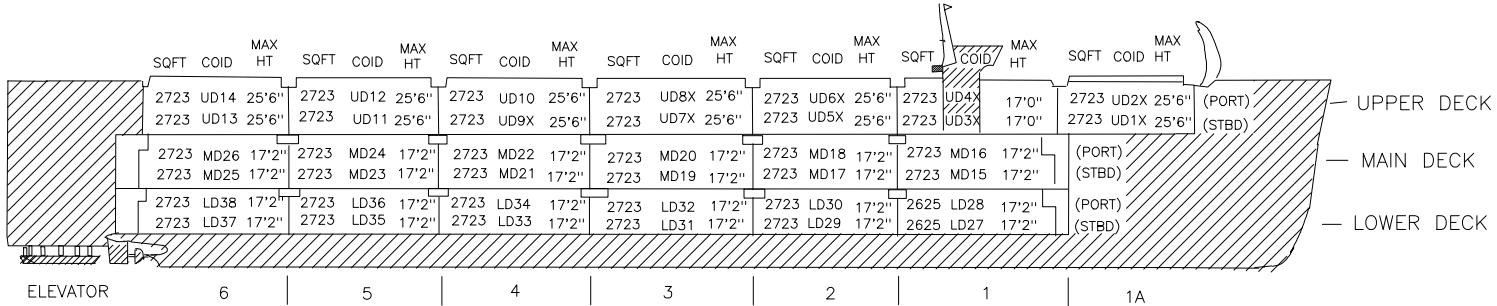 SQFT COID MAX HT SQFT COID MAX HT SQFT COID MAX HT SQFT COID MAX HT SQFT COID MAX HT SQFT COID MAX HT SQFT COID MAX HT
2723 UD14 25'6" 2723 UD12 25'6" 2723 UD10 25'6" 2723 UD8X 25'6" 2723 UD6X 25'6" 2723 UD4X 17'0" 2723 UD2X 25'6" (PORT) UPPER DECK
2723 UD13 25'6" 2723 UD11 25'6" 2723 UD9X 25'6" 2723 UD7X 25'6" 2723 UD5X 25'6" 2723 UD3X 17'0" 2723 UD1X 25'6" (STBD)
2723 MD26 17'2" 2723 MD24 17'2" 2723 MD22 17'2" 2723 MD20 17'2" 2723 MD18 17'2" 2723 MD16 17'2" (PORT) MAIN DECK
2723 MD25 17'2" 2723 MD23 17'2" 2723 MD21 17'2" 2723 MD19 17'2" 2723 MD17 17'2" 2723 MD15 17'2" (STBD)
2723 LD38 17'2" 2723 LD36 17'2" 2723 LD34 17'2" 2723 LD32 17'2" 2723 LD30 17'2" 2625 LD28 17'2" (PORT) LOWER DECK
2723 LD37 17'2" 2723 LD35 17'2" 2723 LD33 17'2" 2723 LD31 17'2" 2723 LD29 17'2" 2625 LD27 17'2" (STBD)
ELEVATOR 6 5 4 3 2 1 1A